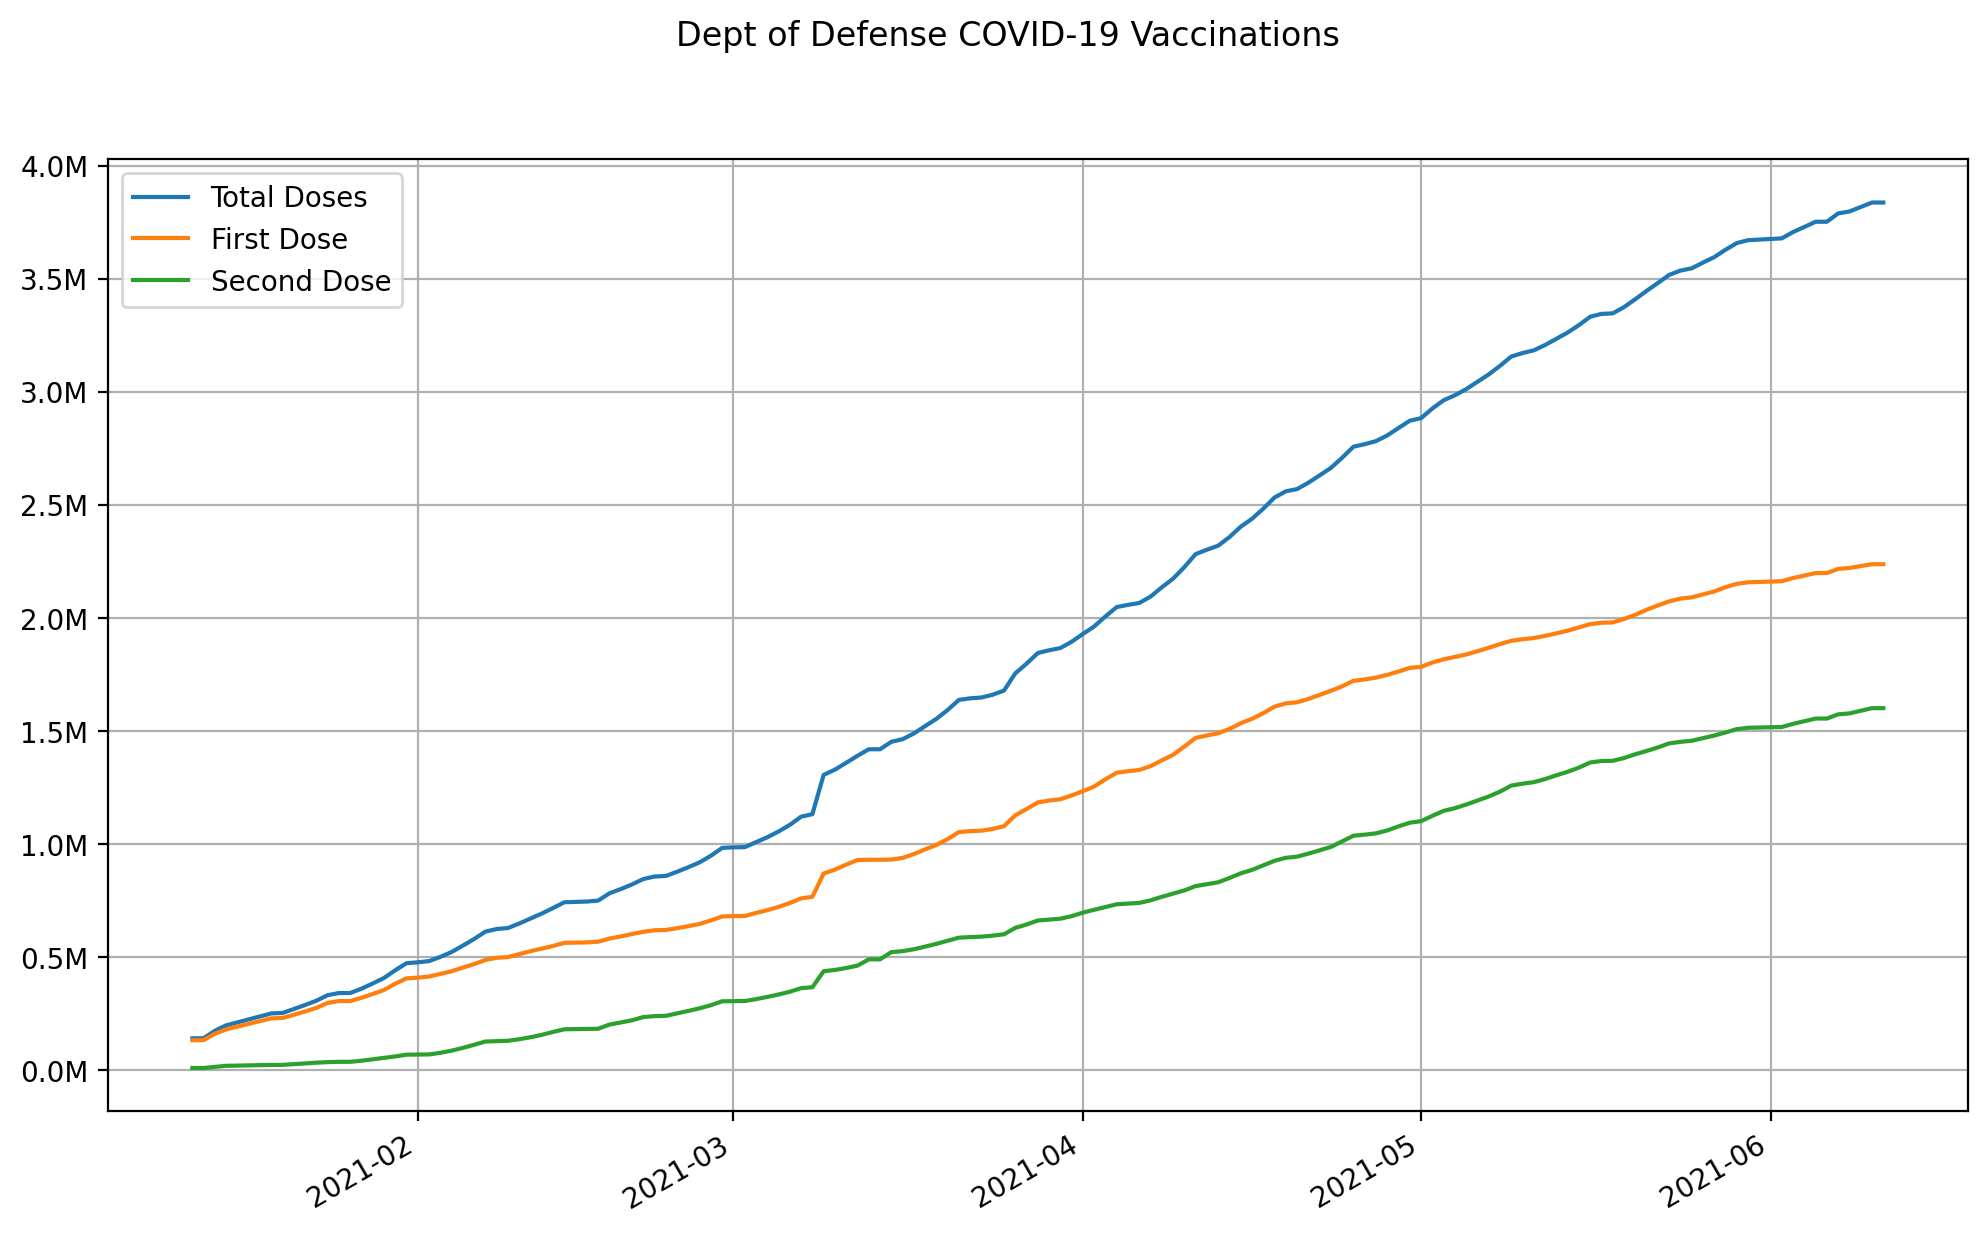 Dept of Defense COVID-19 Vaccinations
4.0M
3.5M
3.0M
2.5M
2.0M
1.5M
1.0M
0.5M
0.0M
Total Doses
First Dose
Second Dose
2021-02
2021-03
2021-04
2021-05
2021-06